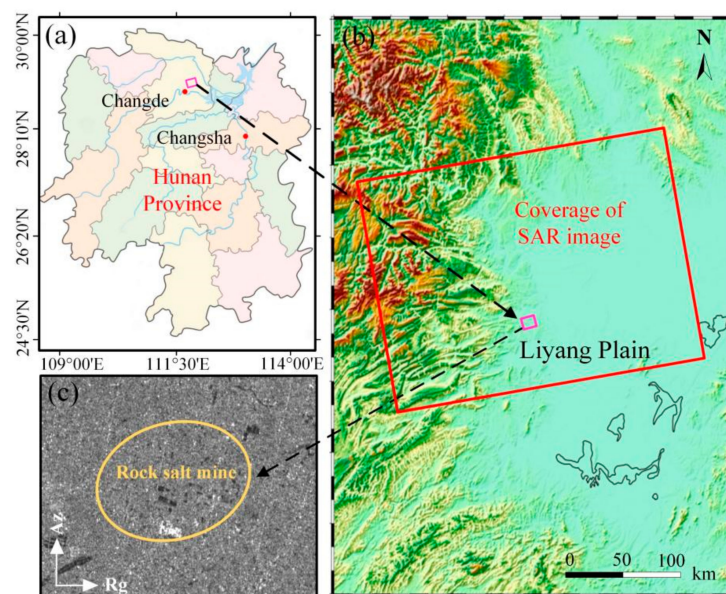 (a)
30°00'N
28°10'N
26°20'N
24°30'N
109°00'E
111°30'E
114°00'E
Changde
Changsha
Hunan
Province
(b)
N
Coverage of
SAR image
Liyang Plain
0 50 100
km
(c)
Rock salt mine
Az
Rg